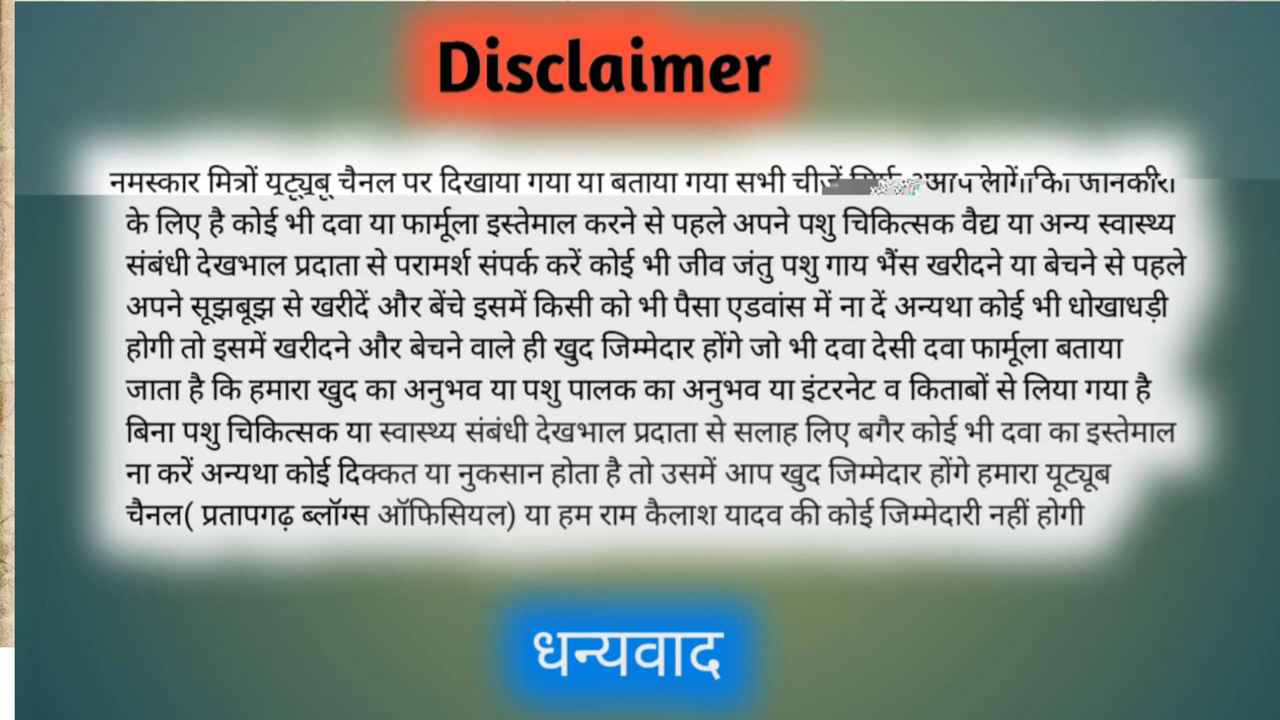 Disclaimer
नमस्कार मित्रों यूट्यूब चैनल पर दिखाया गया या बताया गया सभी आप लोगों कि जानकारी
के लिए है कोई भी दवा या फार्मूला इस्तेमाल करने से पहले अपने पशु चिकित्सक वैद्य या अन्य स्वास्थ्य
संबंधी देखभाल प्रदाता से परामर्श संपर्क करें कोई भी जीव जंतु पशु गाय भैंस खरीदने या बेचने से पहले
अपने सूझबूझ से खरीदें और बेंचे इसमें किसी को भी पैसा एडवांस में ना दें अन्यथा कोई भी धोखाधड़ी
होगी तो इसमें खरीदने और बेचने वाले ही खुद जिम्मेदार होंगे जो भी दवा देसी दवा फार्मूला बताया
जाता है कि हमारा खुद का अनुभव या पशु पालक का अनुभव या इंटरनेट व किताबों से लिया गया है
बिना पशु चिकित्सक या स्वास्थ्य संबंधी देखभाल प्रदाता से सलाह लिए बगैर कोई भी दवा का इस्तेमाल
ना करें अन्यथा कोई दिक्कत या नुकसान होता है तो उसमें आप खुद जिम्मेदार होंगे हमारा यूट्यूब
चैनल( प्रतापगढ़ ब्लॉग्स ऑफिसियल) या हम राम कैलाश यादव की कोई जिम्मेदारी नहीं होगी
धन्यवाद